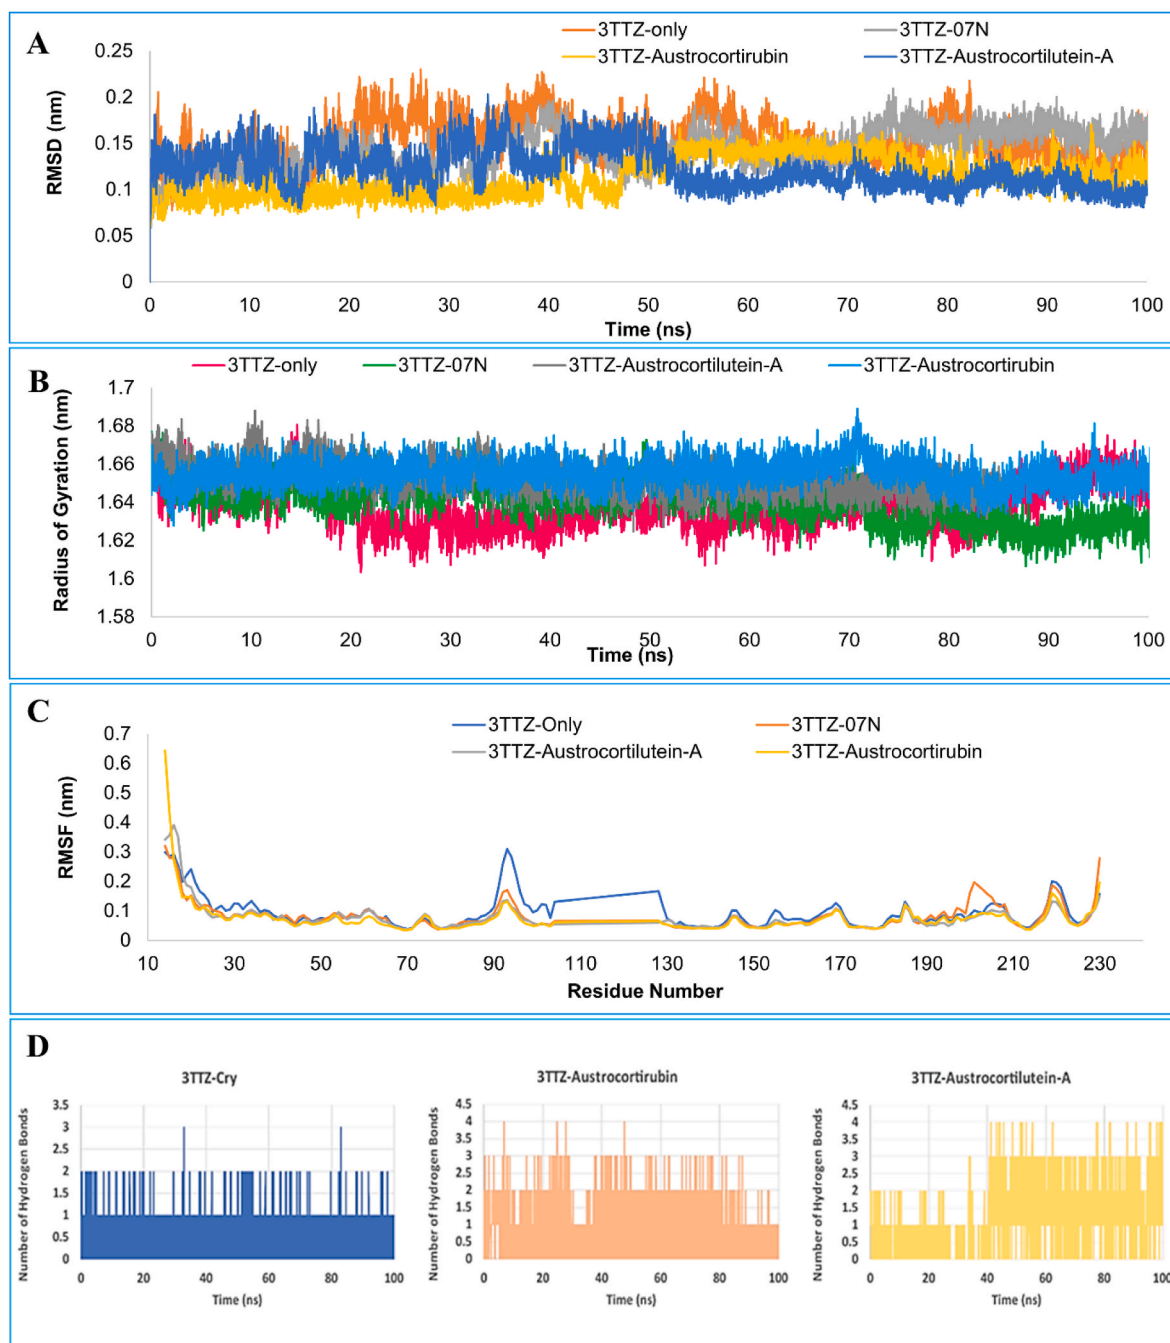 A
3TTZ-only
3TTZ-07N
3TTZ-Austrocortirubin
3TTZ-Austrocortilutein-A
0.25
0.2
0.15
0.1
0.05
0
RMSD (nm)
0 10 20 30 40 50 60 70 80 90 100
Time (ns)
B
3TTZ-only 3TTZ-07N 3TTZ-Austrocortilutein-A 3TTZ-Austrocortirubin
1.7
1.68
1.66
1.64
1.62
1.6
1.58
Radius of Gyration (nm)
0 10 20 30 40 50 60 70 80 90 100
Time (ns)
C
3TTZ-Only 3TTZ-07N
3TTZ-Austrocortilutein-A 3TTZ-Austrocortirubin
0.7
0.6
0.5
0.4
0.3
0.2
0.1
0
RMSF (nm)
10 30 50 70 90 110 130 150 170 190 210 230
Residue Number
D
3TTZ-Cry
3.5
3
2.5
2
1.5
1
0.5
0
Number of Hydrogen Bonds
0 20 40 60 80 100
Time (ns)
3TTZ-Austrocortirubin
4.5
4
3.5
3
2.5
2
1.5
1
0.5
0
Number of Hydrogen Bonds
0 20 40 60 80 100
Time (ns)
3TTZ-Austrocortilutein-A
4.5
4
3.5
3
2.5
2
1.5
1
0.5
0
Number of Hydrogen Bonds
0 20 40 60 80 100
Time (ns)